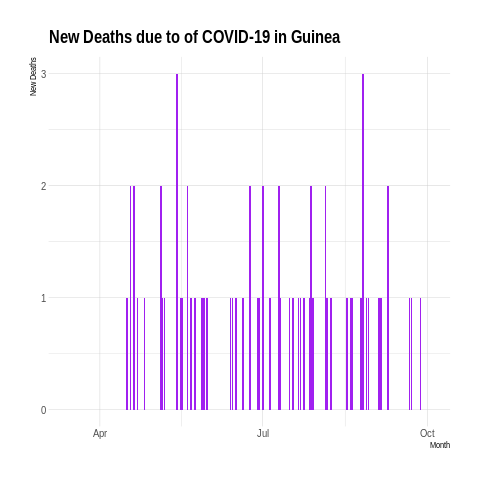 New Deaths due to of COVID-19 in Guinea
New Deaths
3
2
1
0
Apr
Jul
Oct
Month